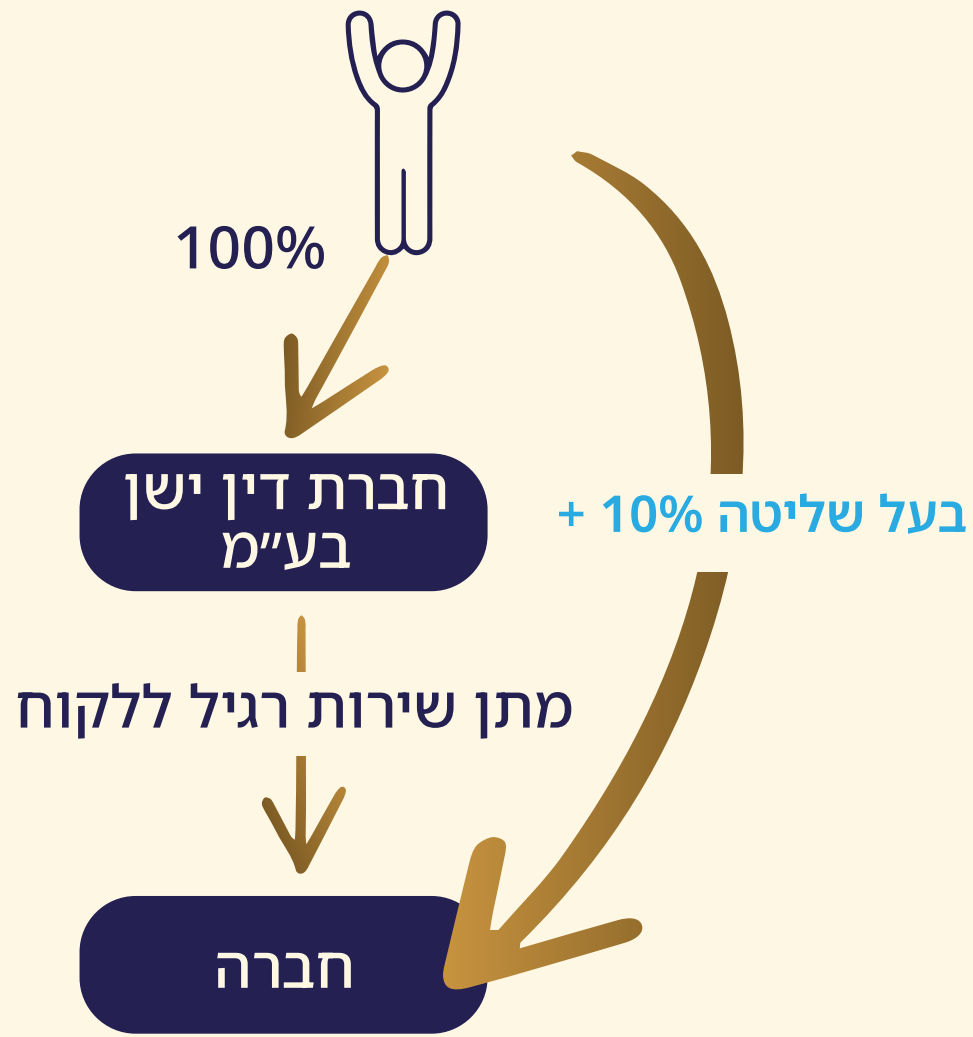 100%
חברת דין ישן
בע״מ
בעל שליטה 10% +
מתן שירות רגיל ללקוח
חברה